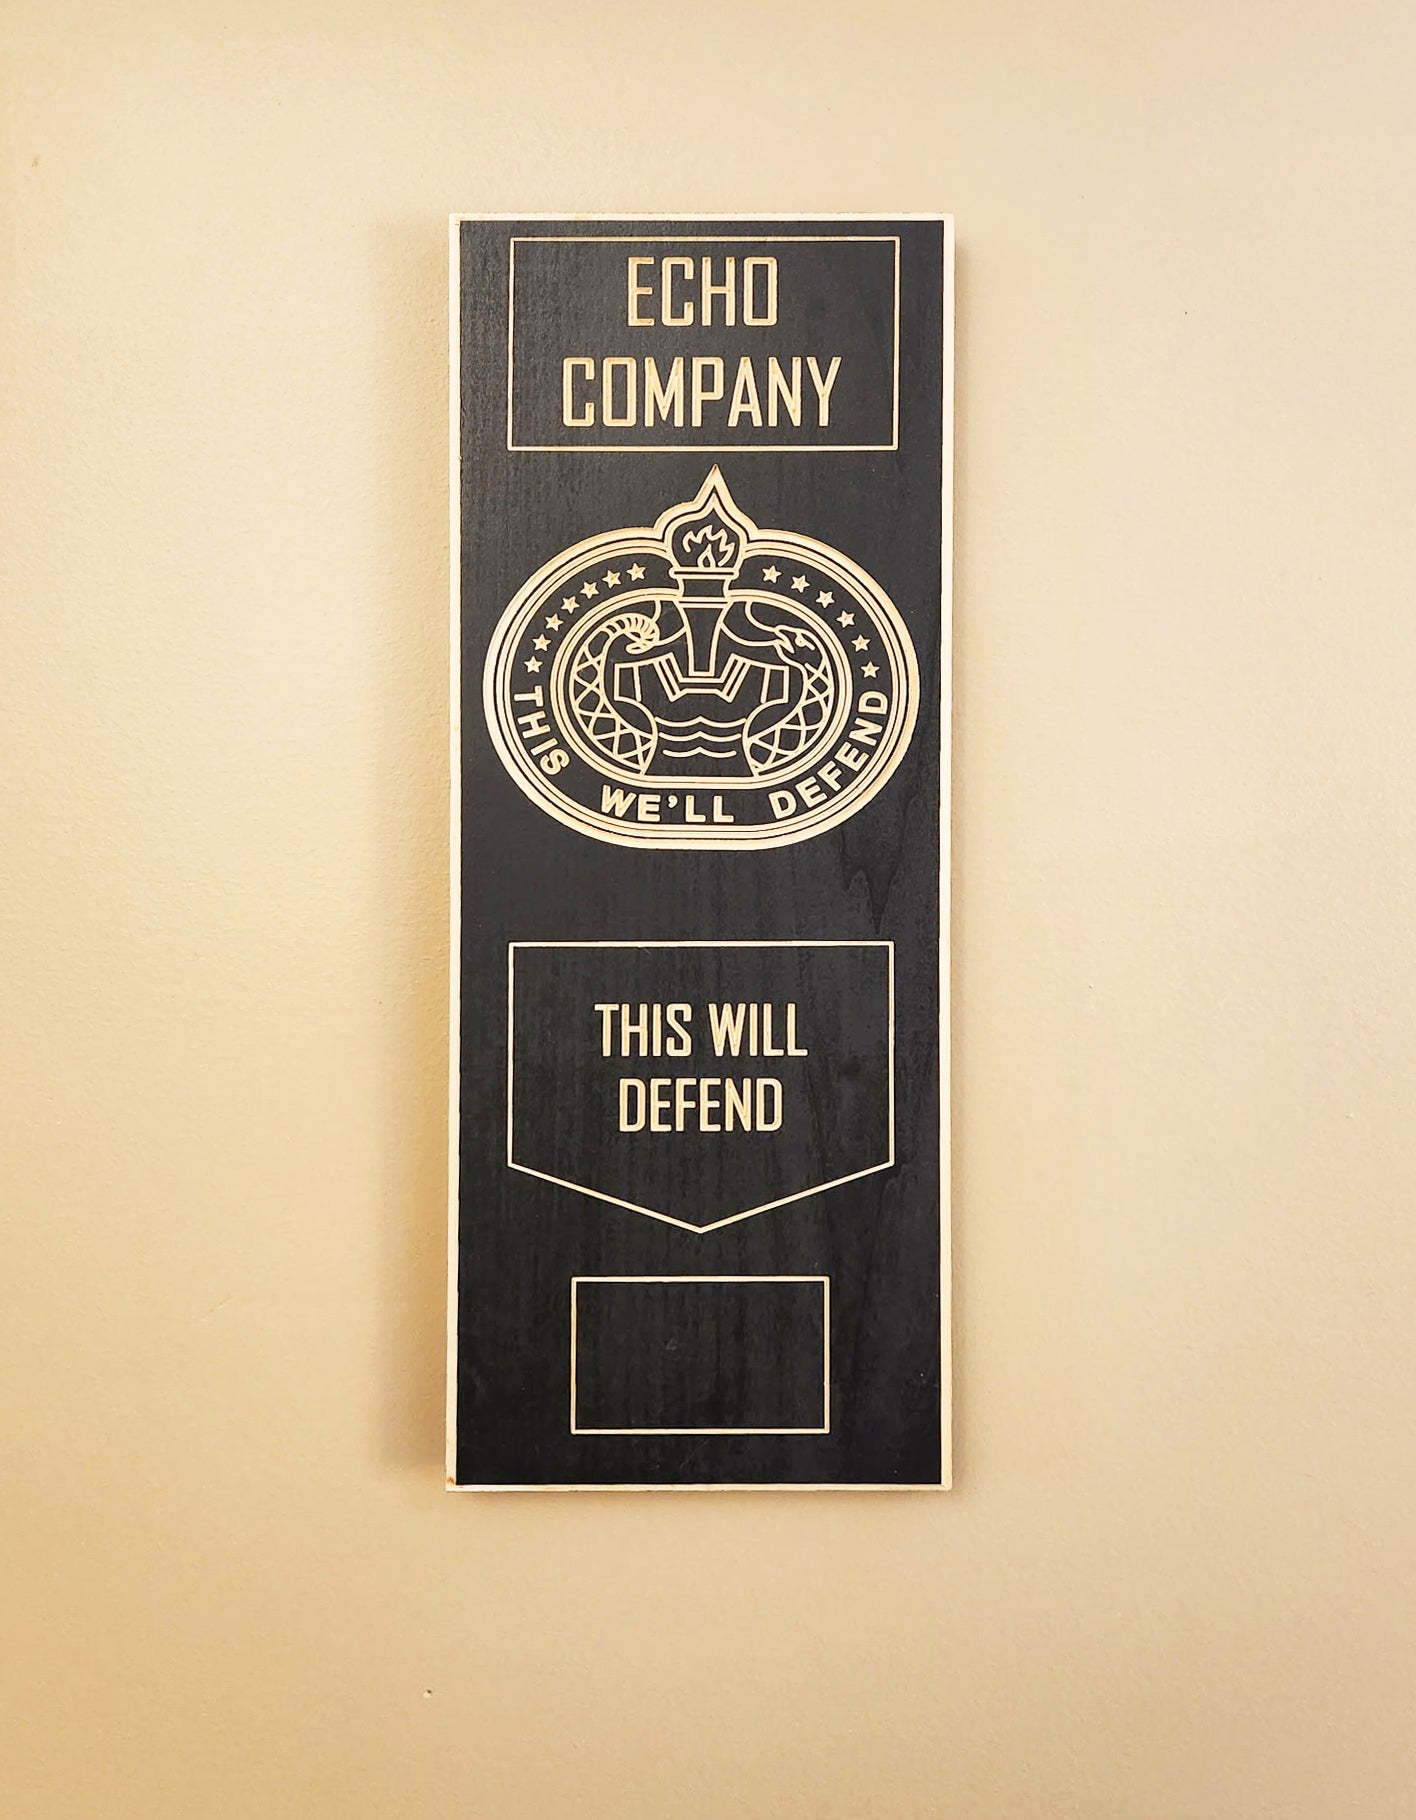 ECHO
COMPANY
THIS WE'LL DEFEND
THIS WILL
DEFEND